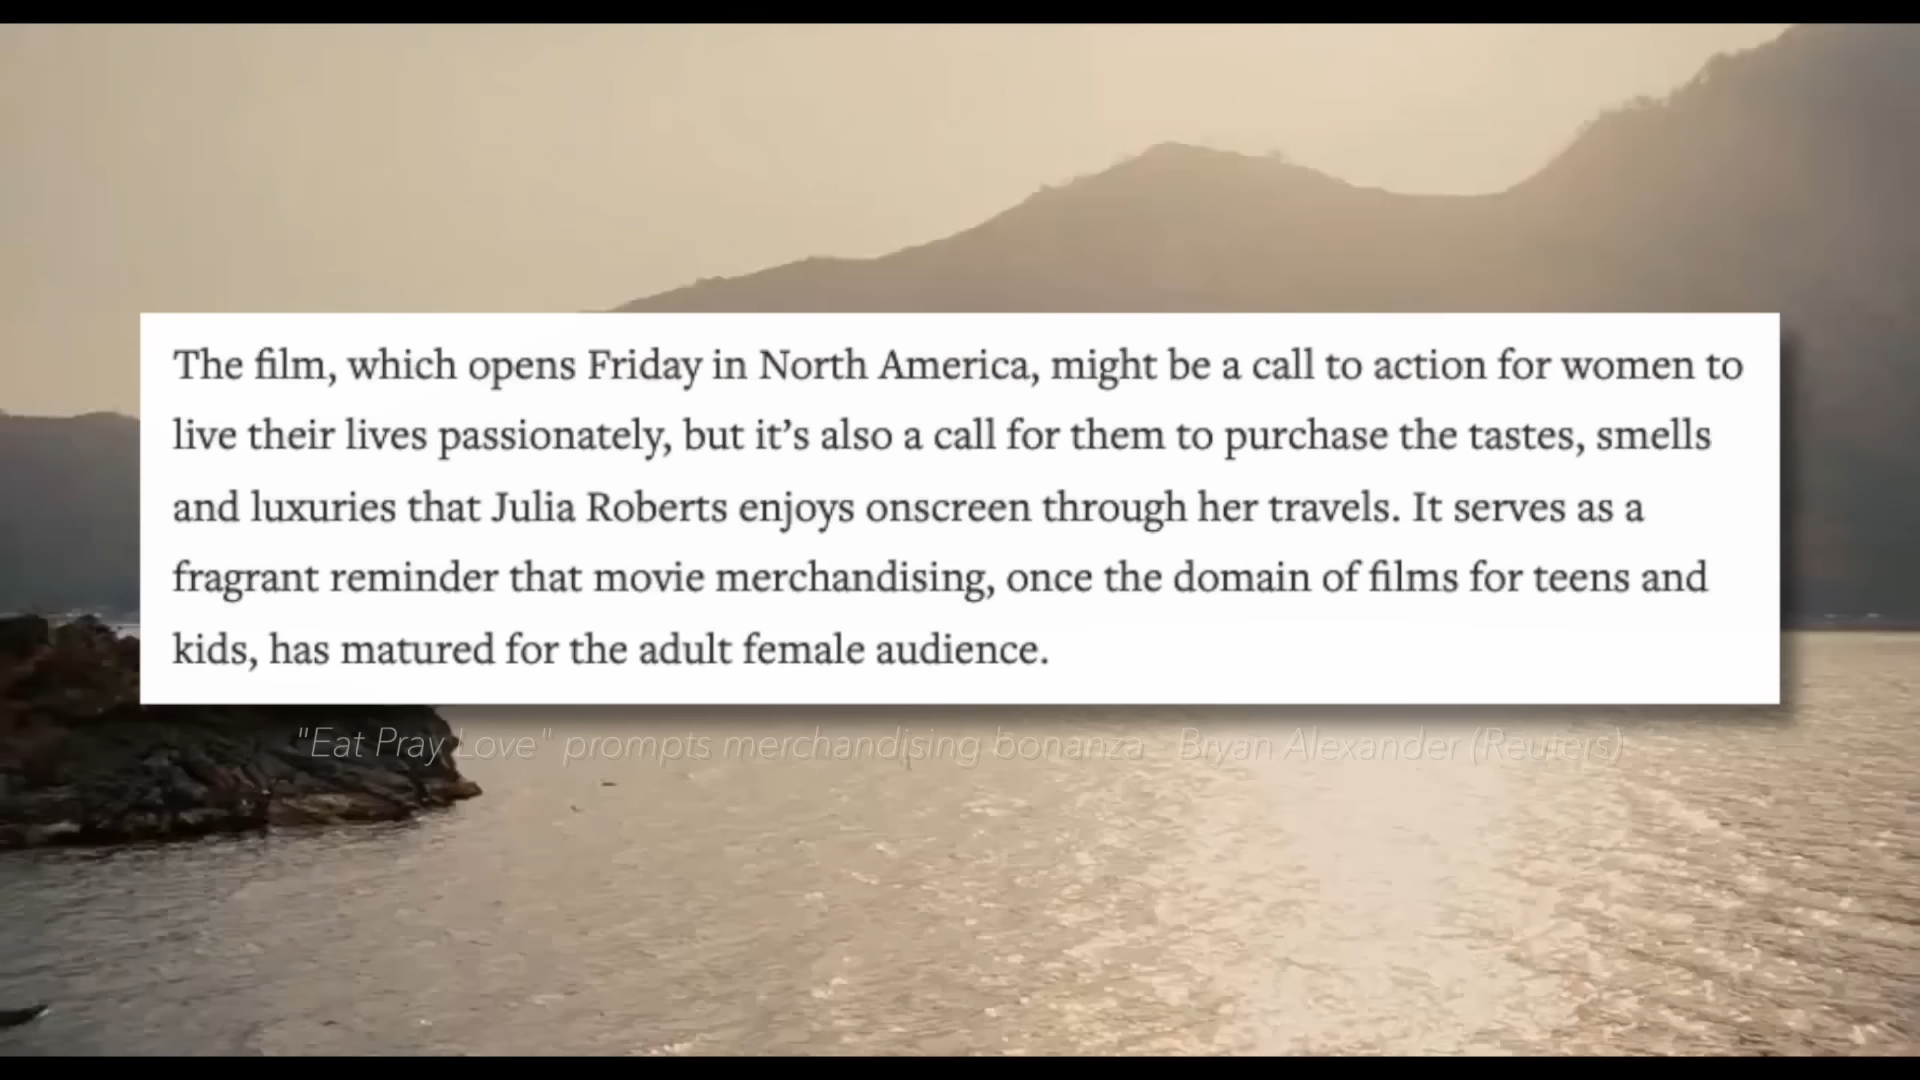 The film, which opens Friday in North America, might be a call to action for women to
live their lives passionately, but it’s also a call for them to purchase the tastes, smells
and luxuries that Julia Roberts enjoys onscreen through her travels. It serves as a
fragrant reminder that movie merchandising, once the domain of films for teens and
kids, has matured for the adult female audience.
"Eat Pray Love" prompts merchandising bonanza - Bryan Alexander (Reuters)